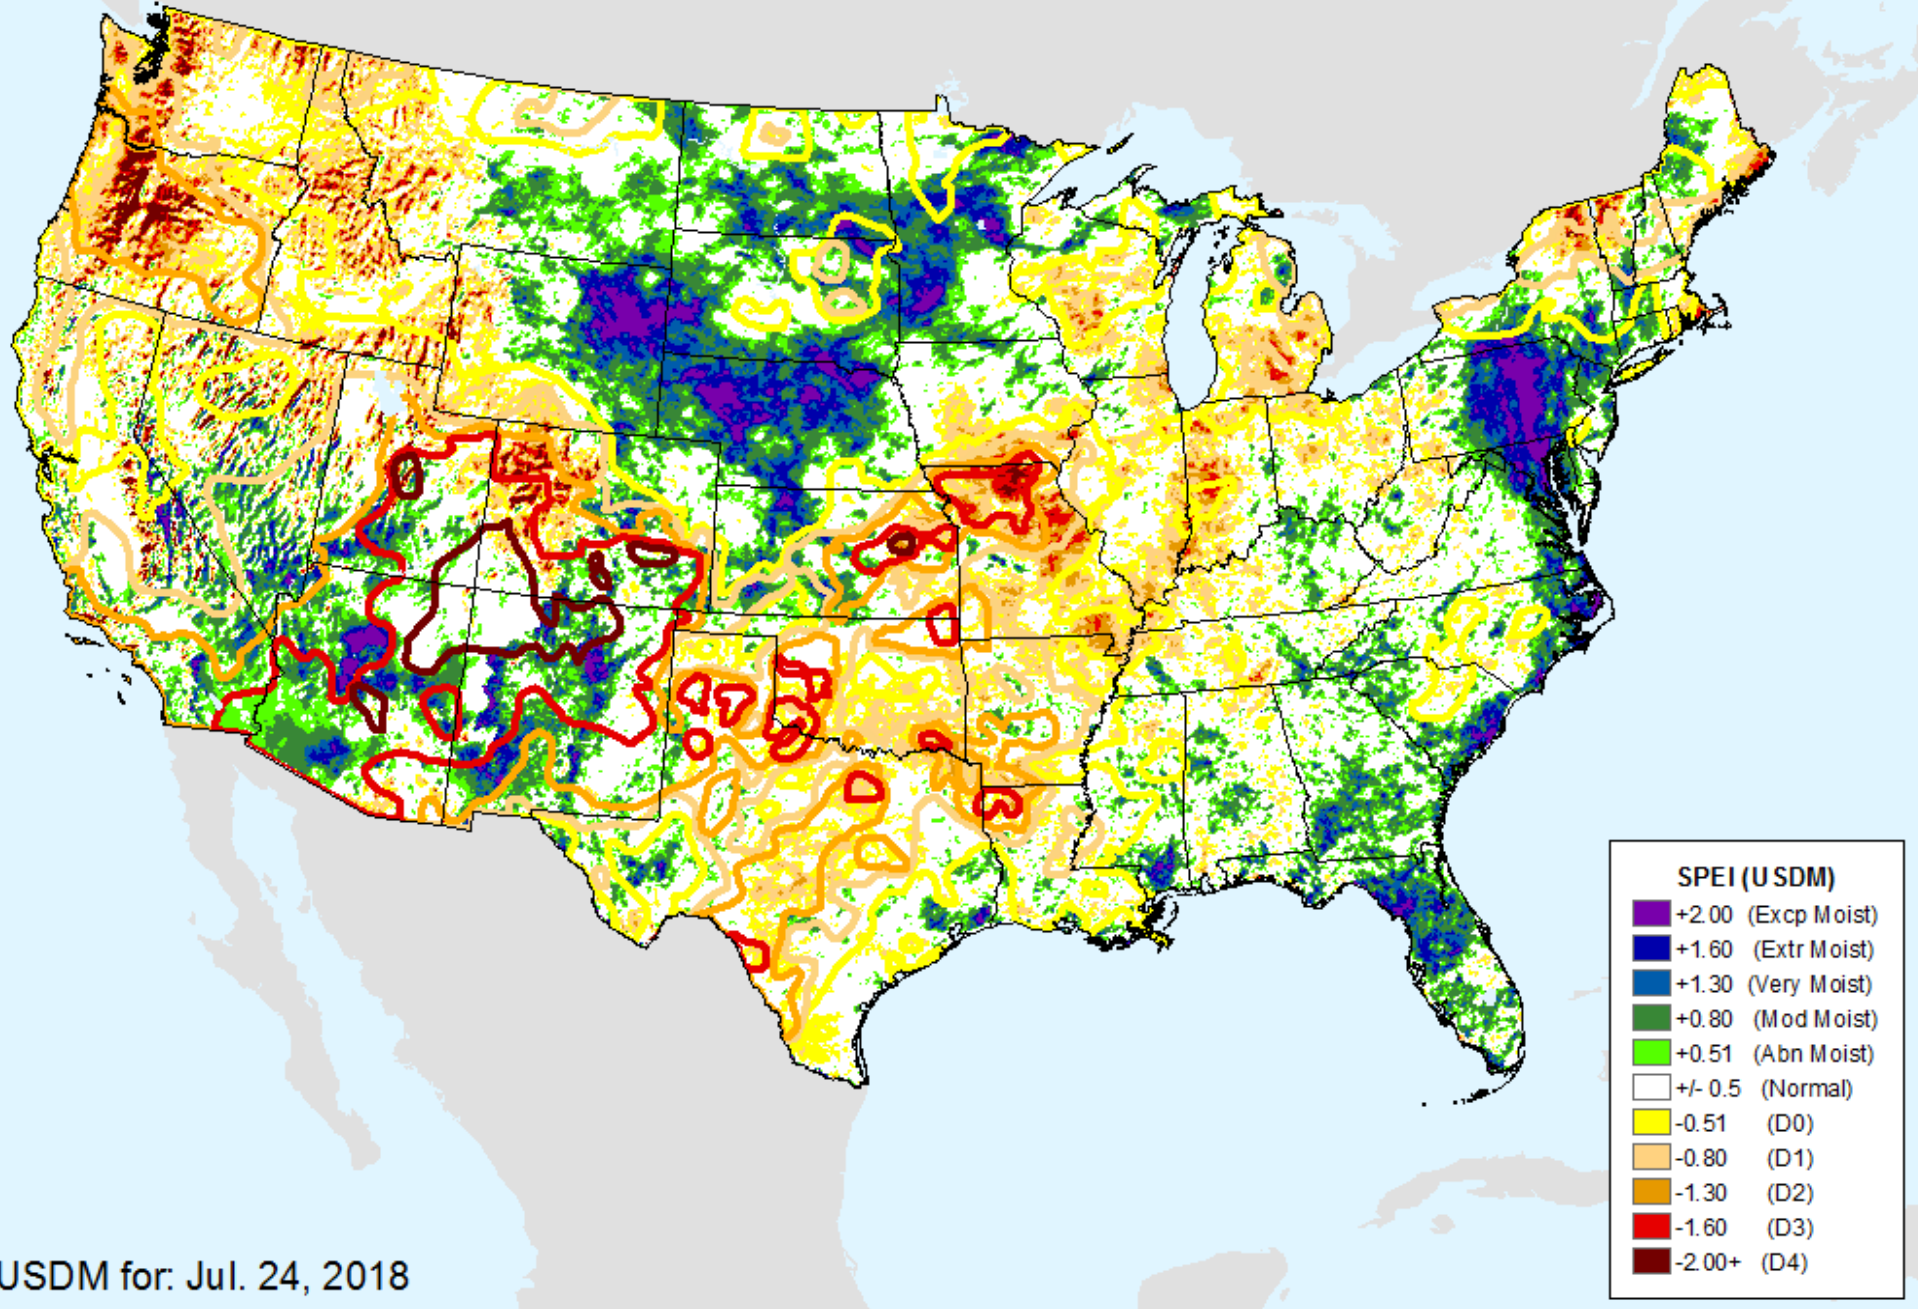 SPEI (USDM)
+2.00 (Excp Moist)
+1.60 (Extr Moist)
+1.30 (Very Moist)
+0.80 (Mod Moist)
+0.51 (Abn Moist)
+/- 0.5 (Normal)
-0.51 (D0)
-0.80 (D1)
-1.30 (D2)
-1.60 (D3)
-2.00+ (D4)
USDM for: Jul. 24, 2018